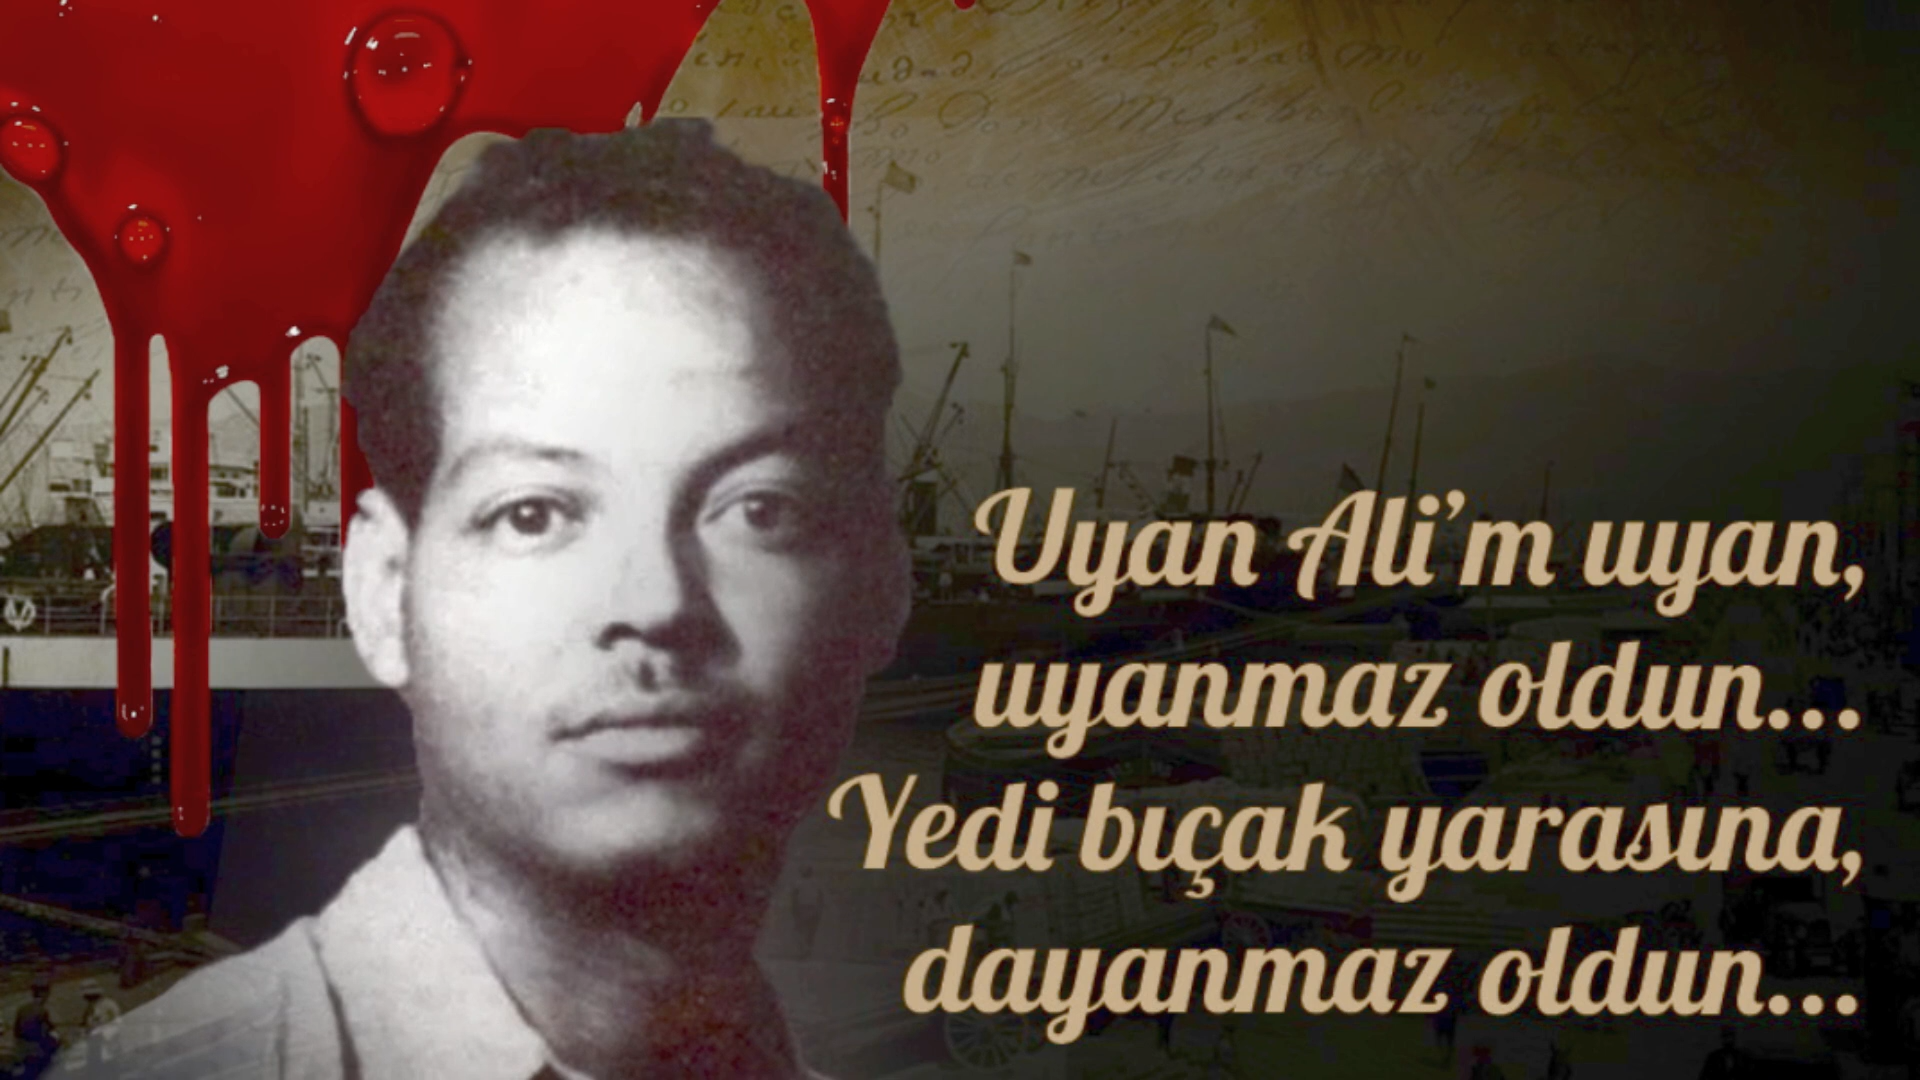 Uyan Ali'm uyan,
uyanmaz oldun...
Yedi bıçak yarasına,
dayanmaz oldun...